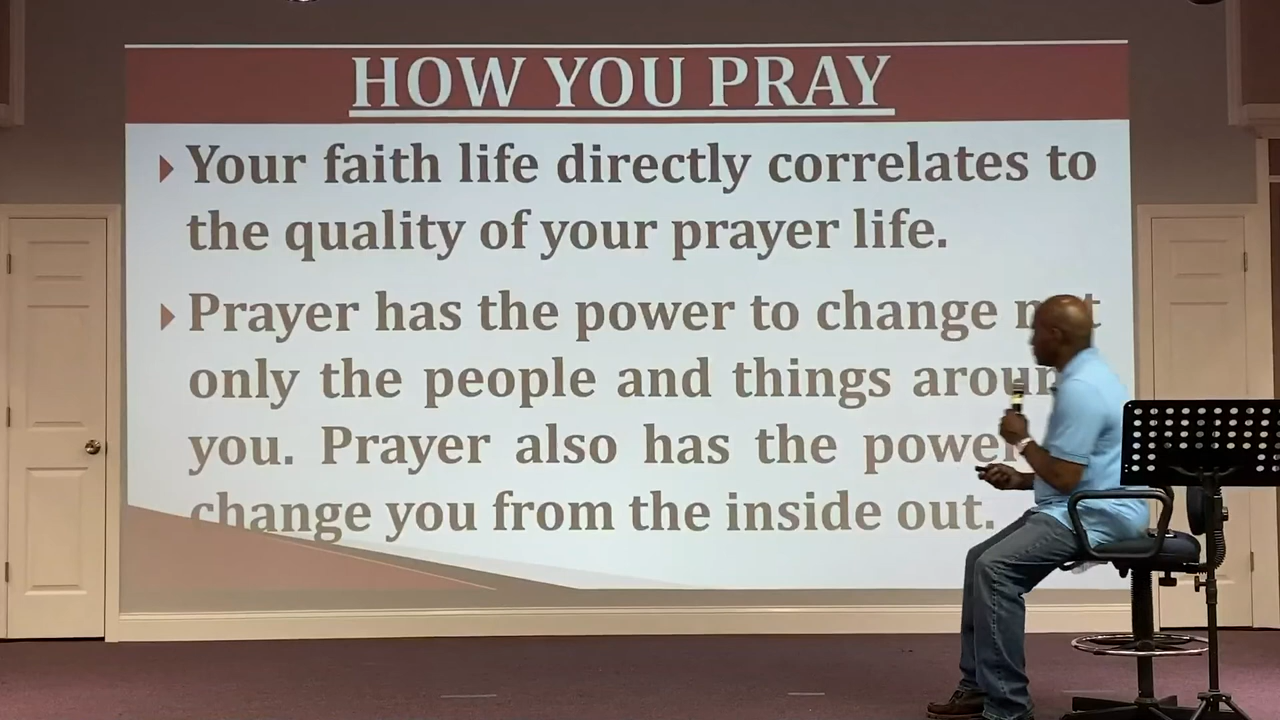 HOW YOU PRAY
Your faith life directly correlates to
the quality of your prayer life.
Prayer has the power to change
only the people and things
you. Prayer also has the power
change you from the inside out.